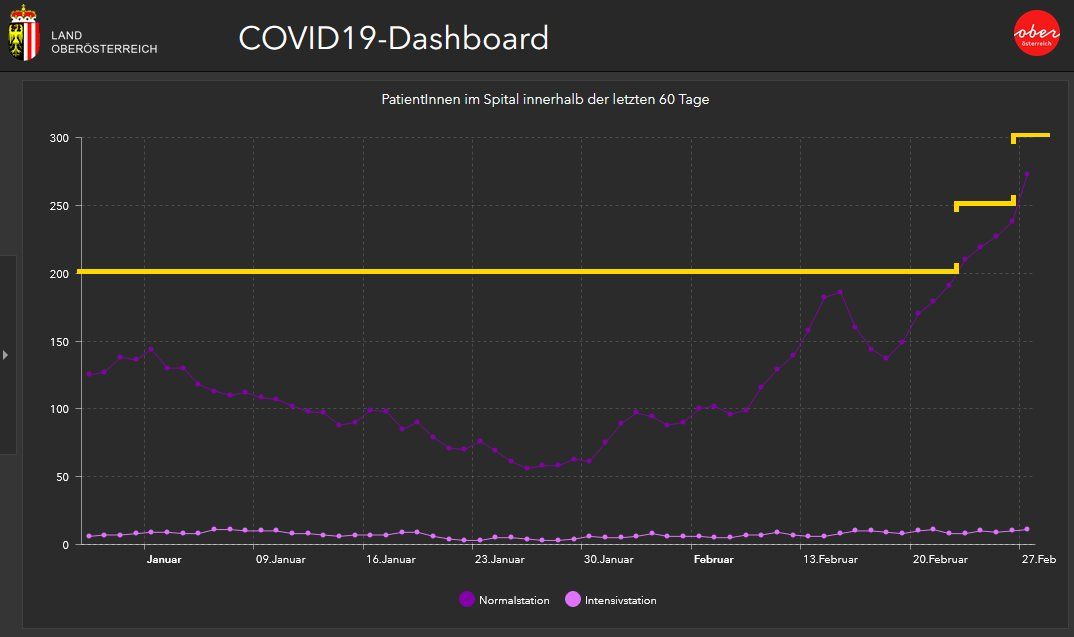 LAND
OBERÖSTERREICH
COVID19-Dashboard
ober
österreich
PatientInnen im Spital innerhalb der letzten 60 Tage
300
250
200
150
100
50
0
Januar 09.Januar 16.Januar 23.Januar 30.Januar Februar 13.Februar 20.Februar 27.Feb
Normalstation Intensivstation